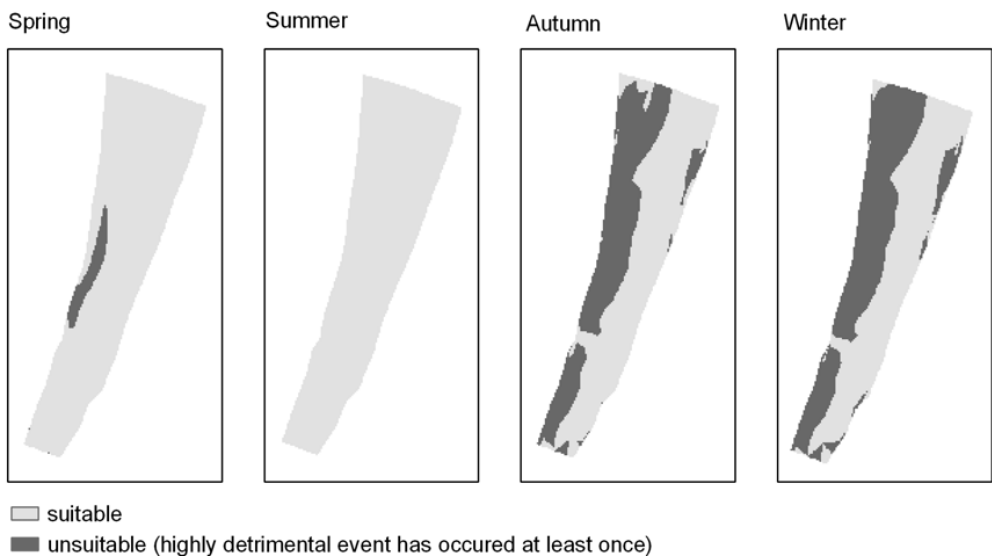 Spring Summer Autumn Winter
suitable
unsuitable (highly detrimental event has occured at least once)